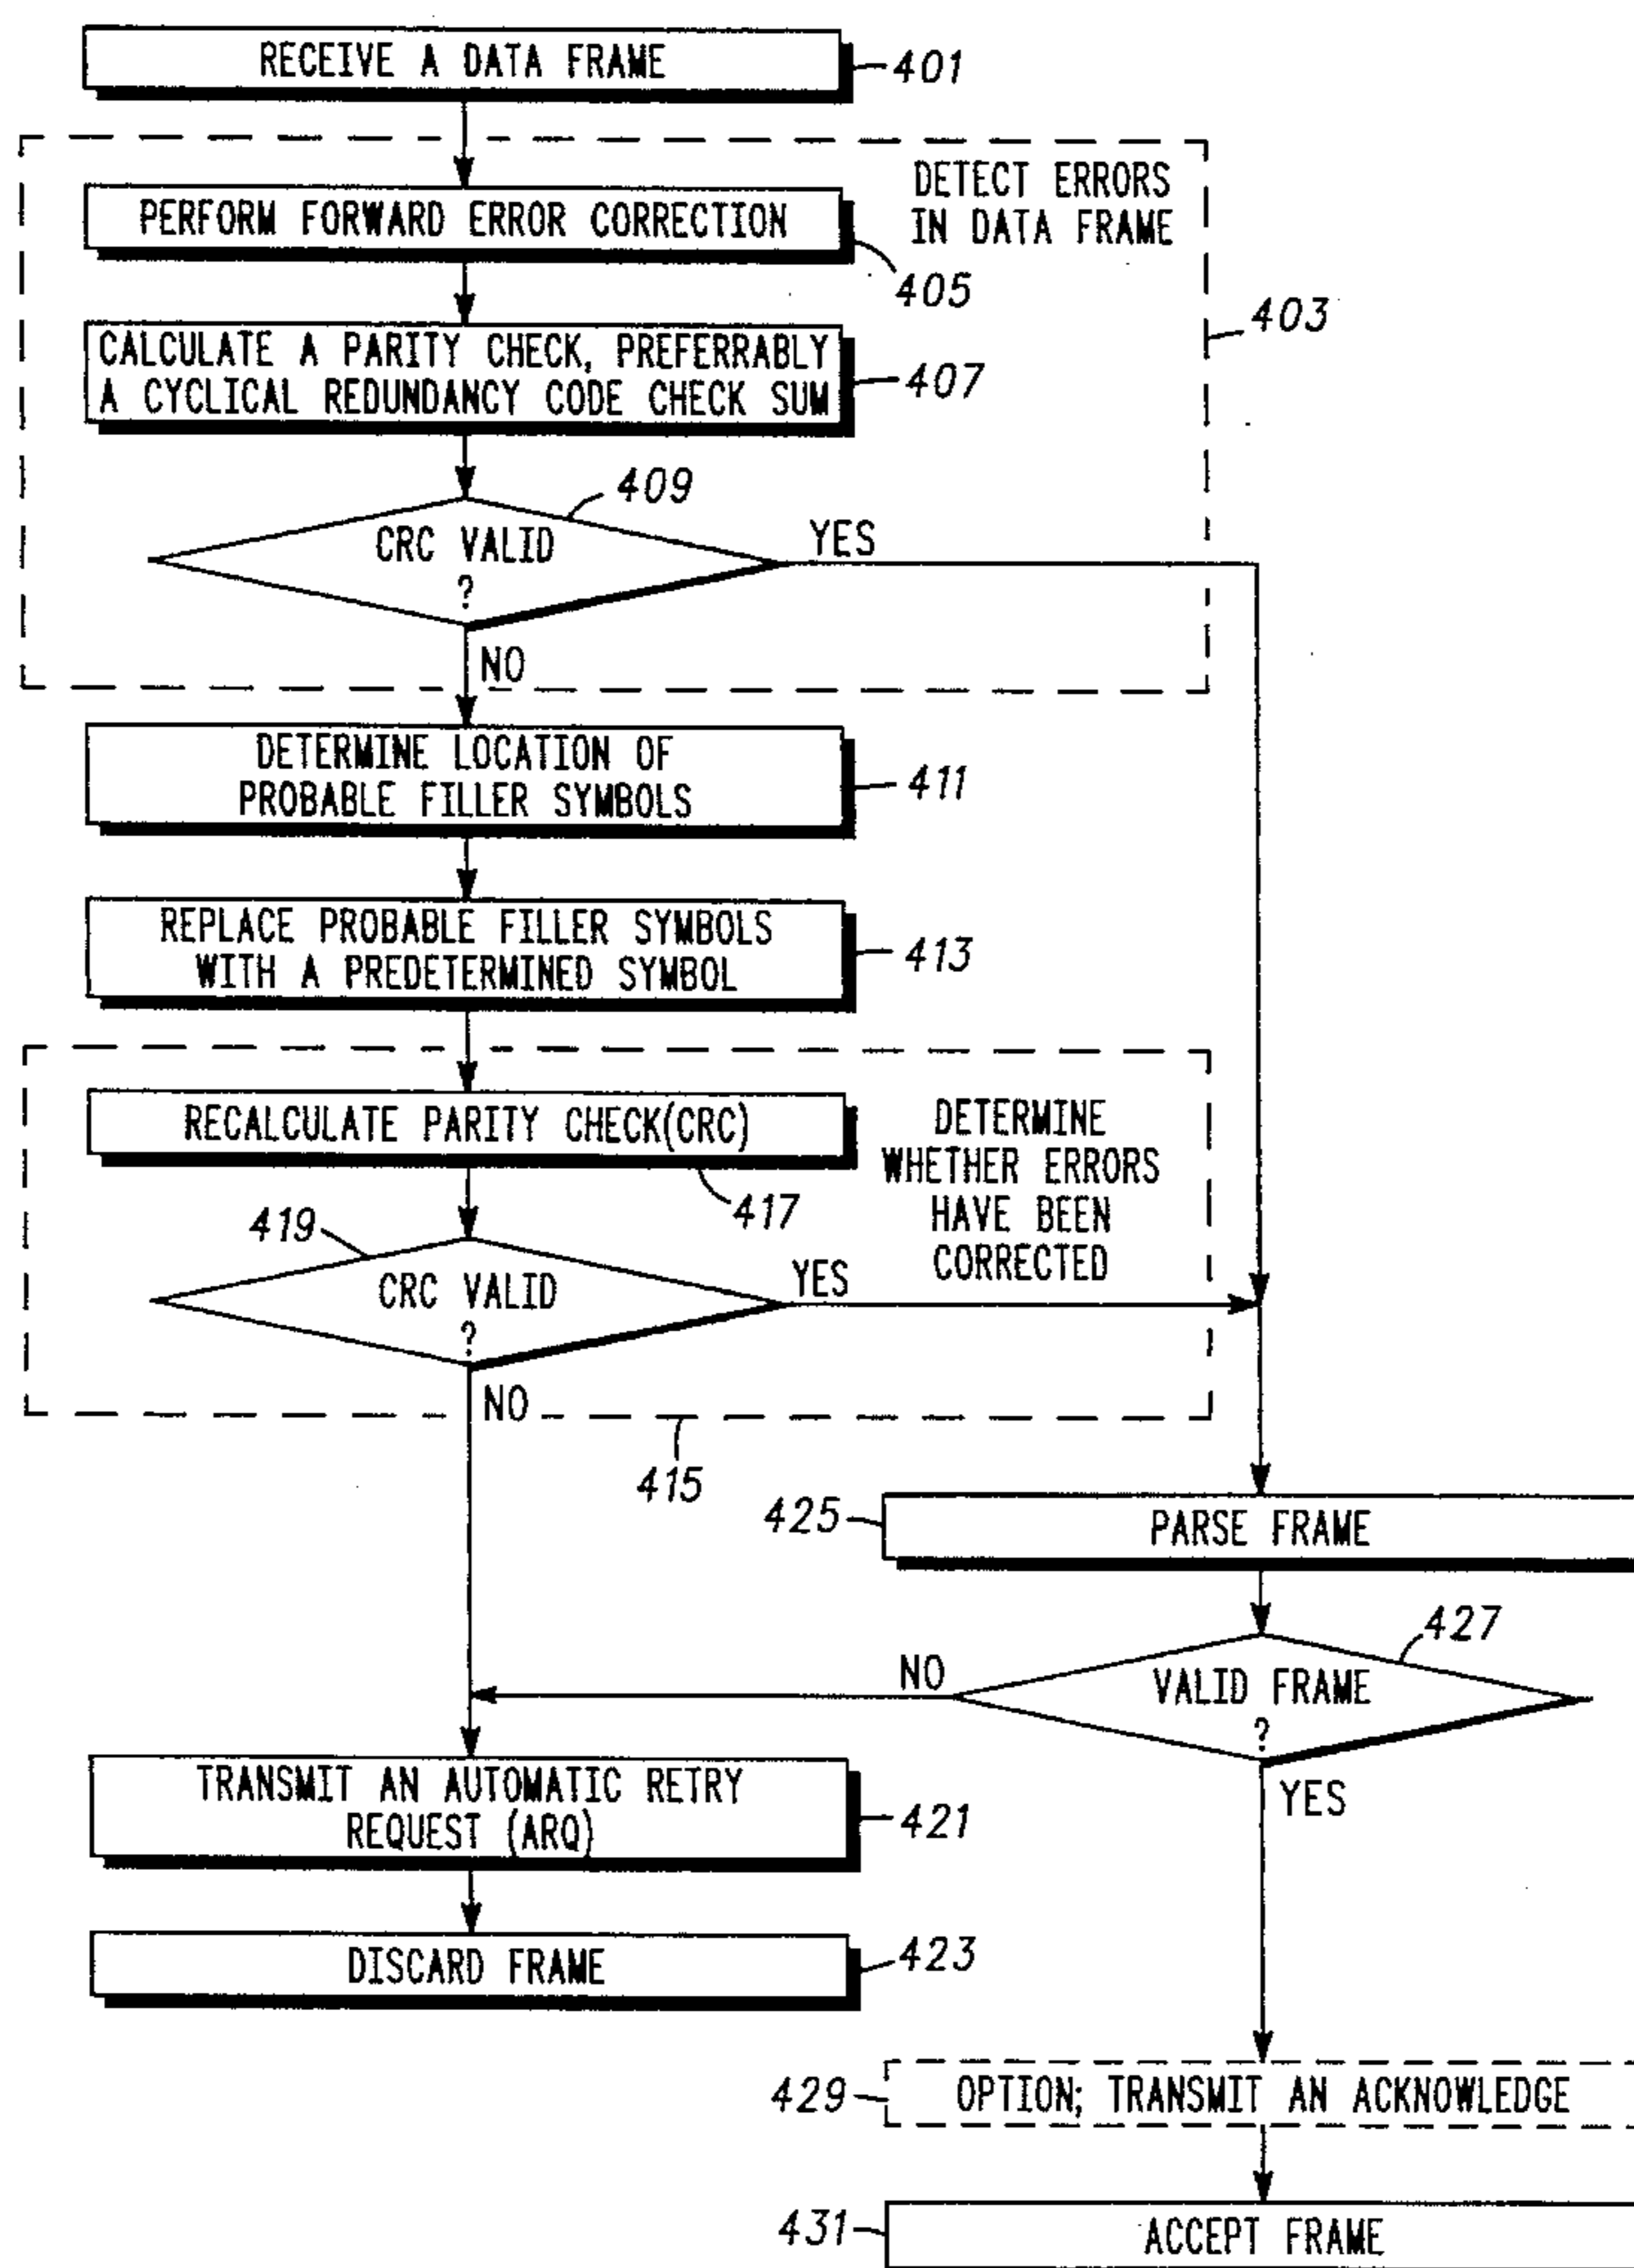 RECEIVE A DATA FRAME
401
DETECT ERRORS
IN DATA FRAME
PERFORM FORWARD ERROR CORRECTION
405
403
CALCULATE A PARITY CHECK, PREFERRABLY
A CYCLICAL REDUNDANCY CODE CHECK SUM
407
409
CRC VALID
?
YES
NO
DETERMINE LOCATION OF
PROBABLE FILLER SYMBOLS
411
REPLACE PROBABLE FILLER SYMBOLS
WITH A PREDETERMINED SYMBOL
413
RECALCULATE PARITY CHECK(CRC)
417
DETERMINE
WHETHER ERRORS
HAVE BEEN
CORRECTED
419
CRC VALID
?
YES
NO
415
425
PARSE FRAME
427
VALID FRAME
?
NO
YES
TRANSMIT AN AUTOMATIC RETRY
REQUEST (ARQ)
421
DISCARD FRAME
423
429
OPTION; TRANSMIT AN ACKNOWLEDGE
431
ACCEPT FRAME